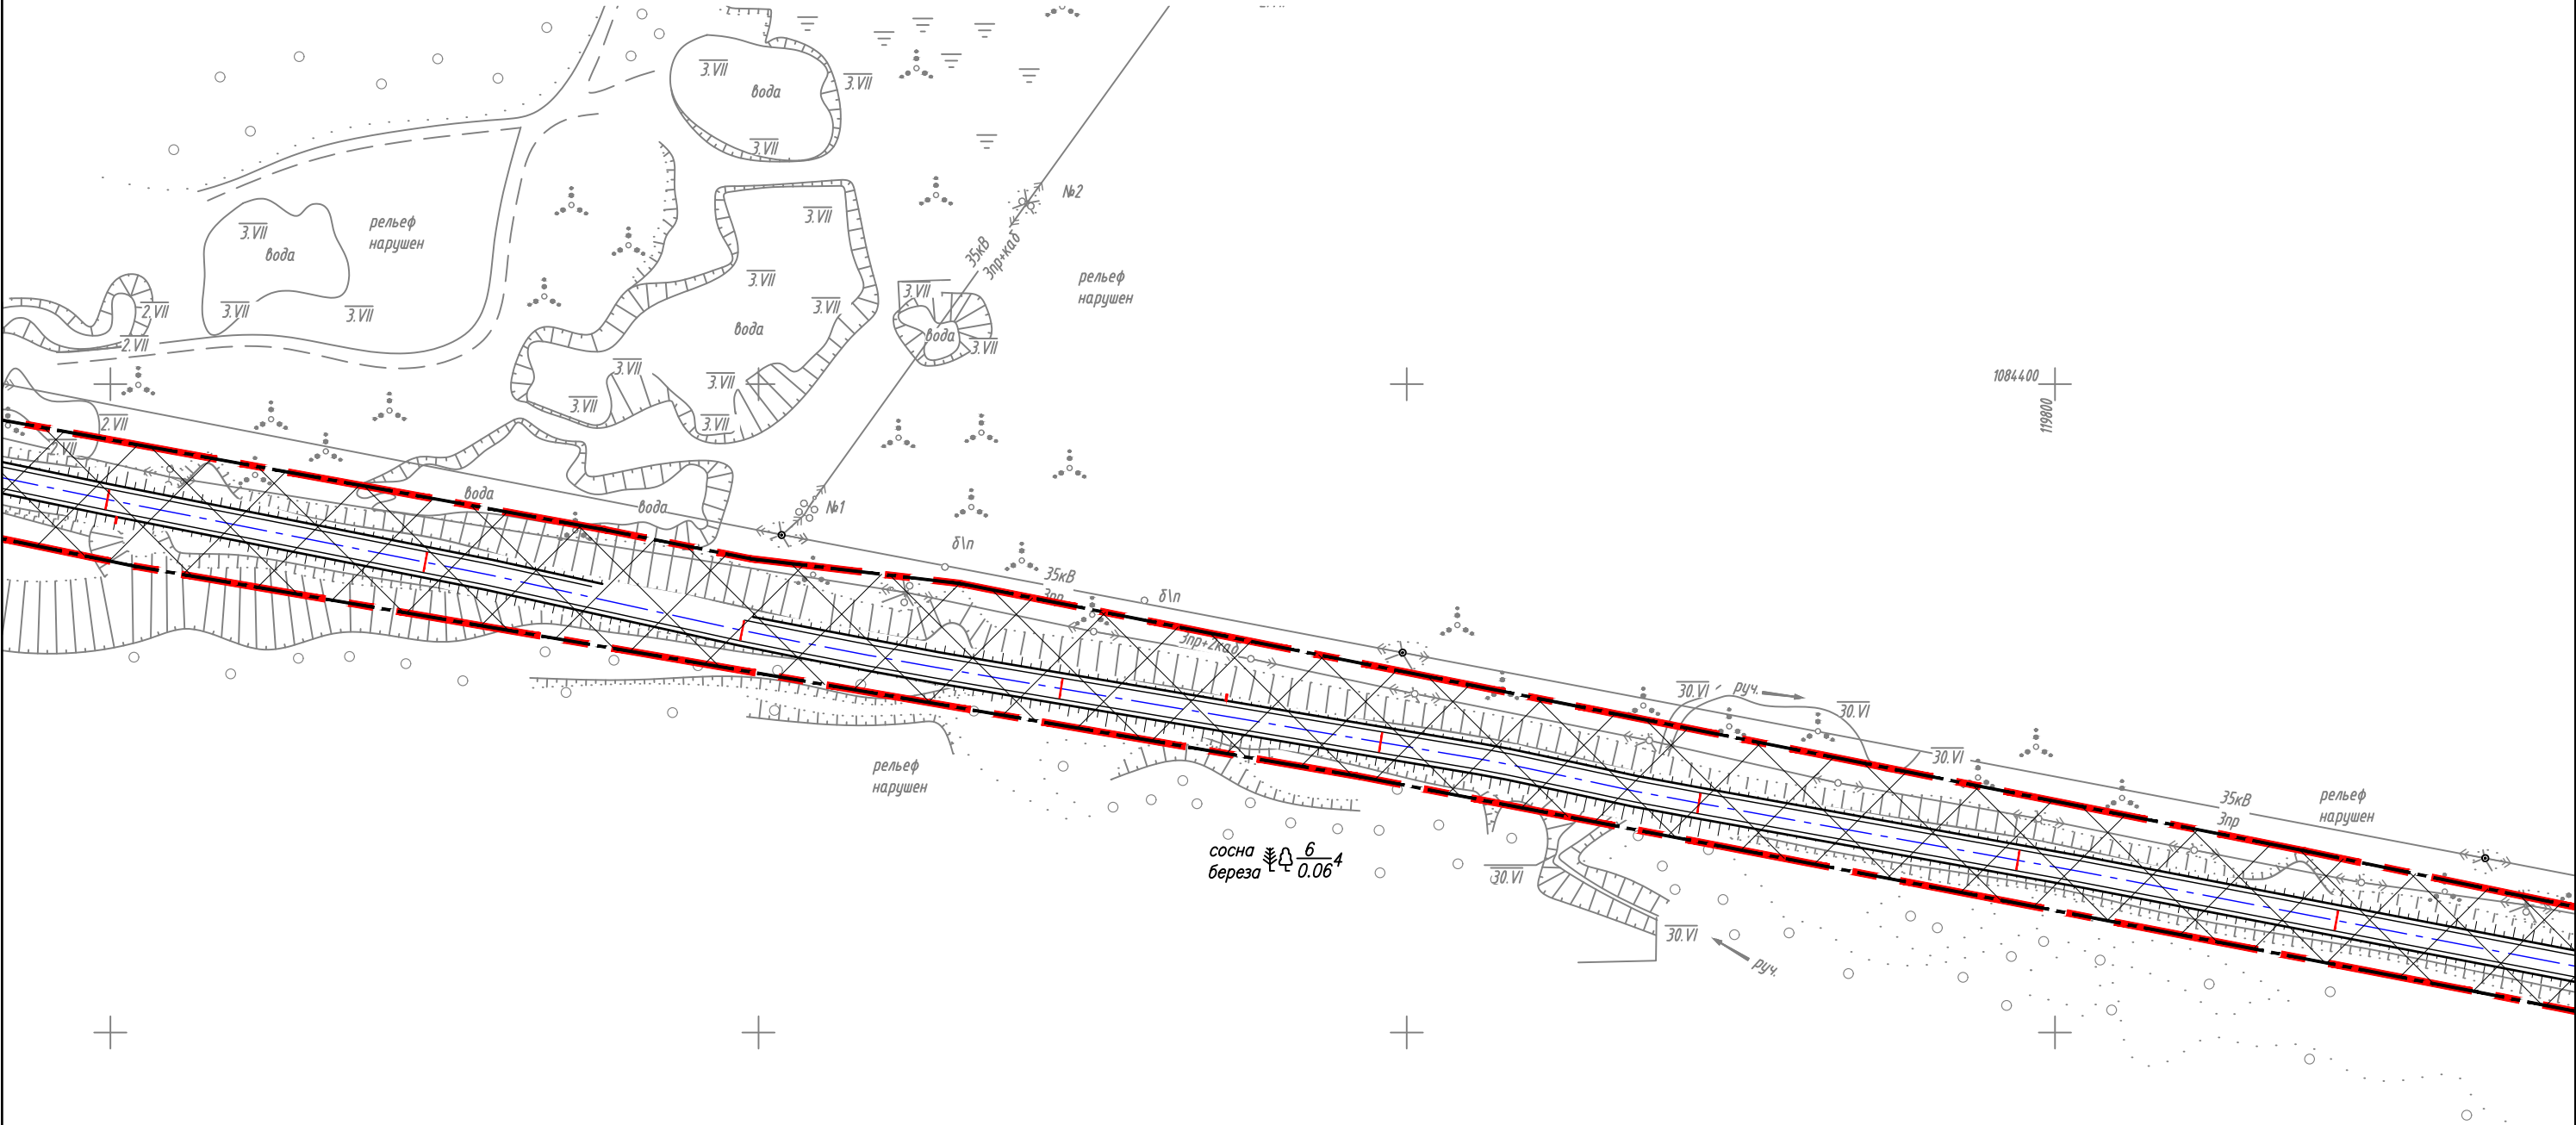 3.VII
3.VII
вода
3.VII
№2
3.VII
3.VII
рельеф
нарушен
вода
35кВ
3пр+каб
3.VII
рельеф
нарушен
3.VII
3.VII
2.VII
3.VII
3.VII
вода
вода
2.VII
3.VII
3.VII
3.VII
1084400
119800
3.VII
3.VII
2.VII
2.VII
вода
вода
№1
б\п
35кВ
3пр
б\п
3пр+2каб
30.VI
руч.
30.VI
30.VI
рельеф
нарушен
35кВ
3пр
рельеф
нарушен
сосна
береза
6
0.06
4
30.VI
30.VI
руч.